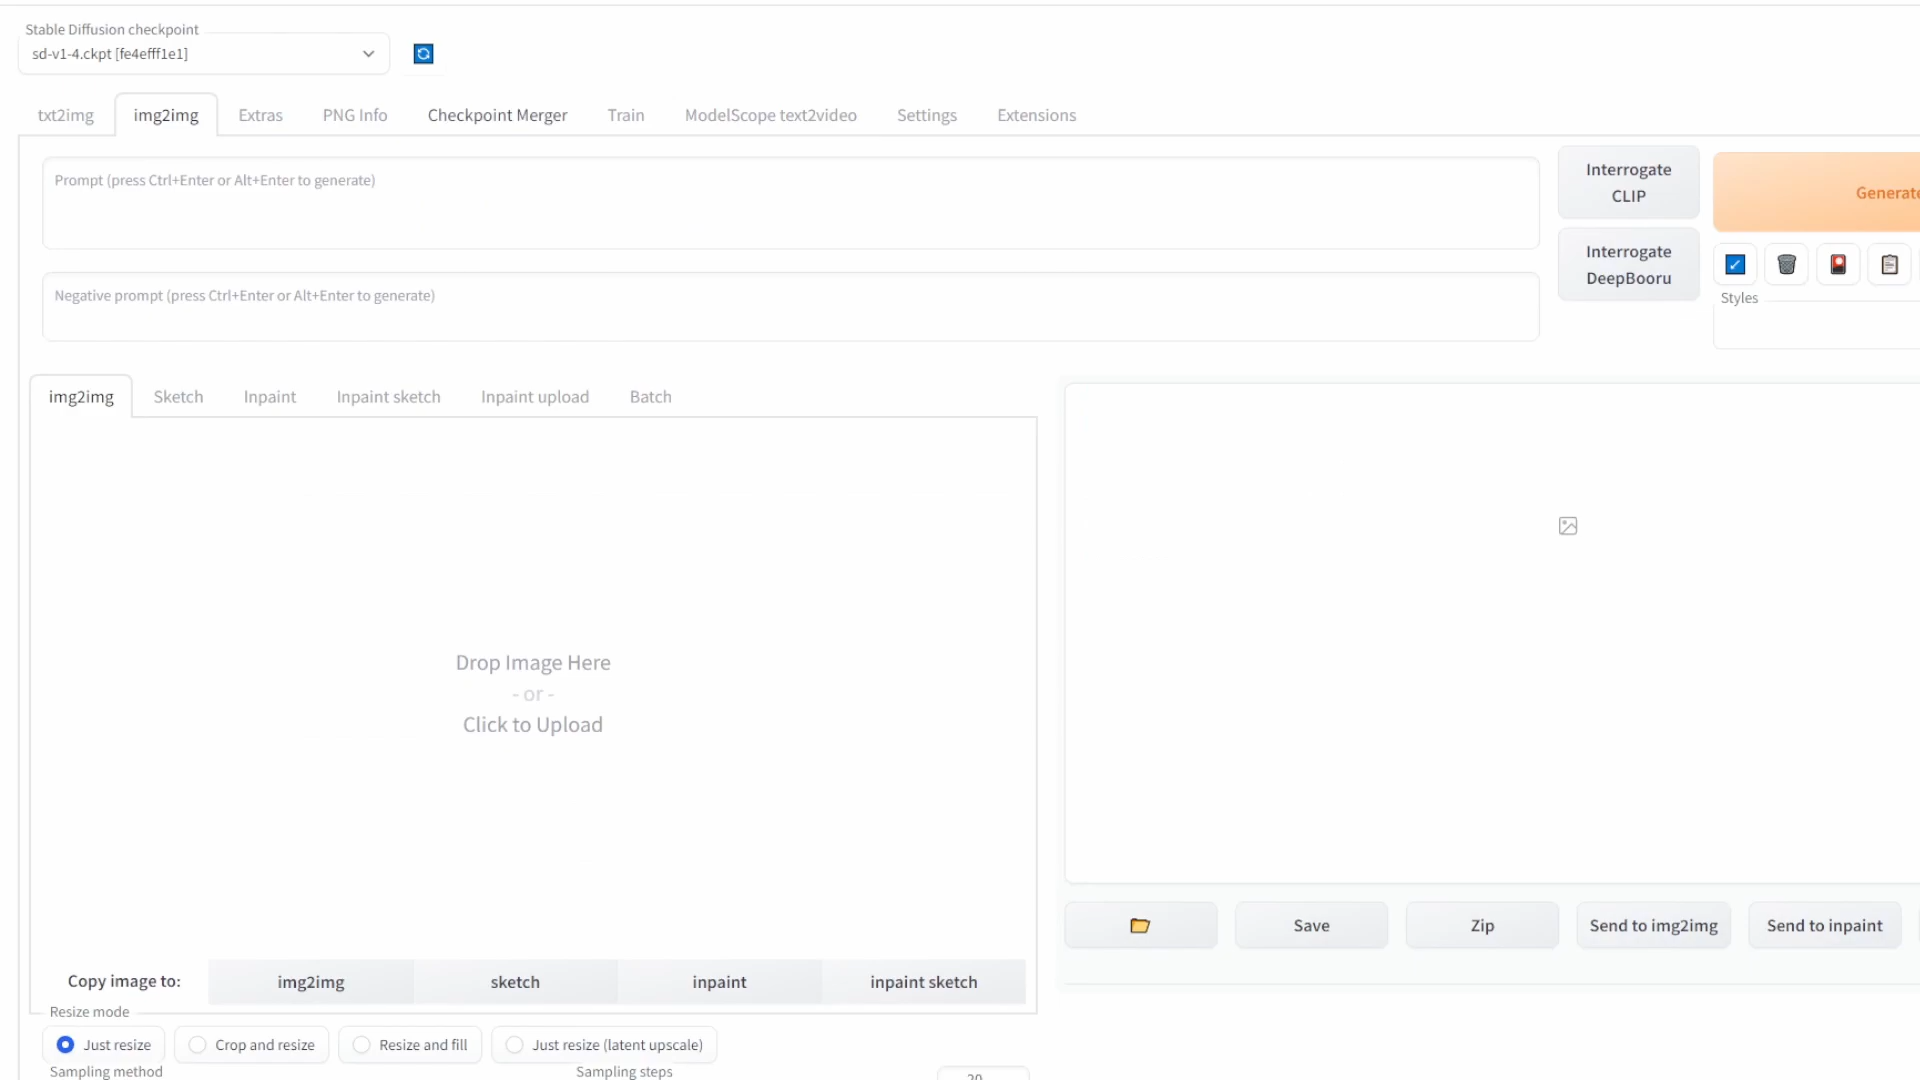 Stable Diffusion checkpoint
sd-v1-4.ckpt [fe4efff1e1]
txt2img img2img Extras PNG Info Checkpoint Merger Train ModelScope text2video Settings Extensions
Prompt (press Ctrl+Enter or Alt+Enter to generate)
Negative prompt (press Ctrl+Enter or Alt+Enter to generate)
Interrogate
CLIP
Interrogate
DeepBooru
Generate
Styles
img2img Sketch Inpaint Inpaint sketch Inpaint upload Batch
Drop Image Here
- or -
Click to Upload
Copy image to: img2img sketch inpaint inpaint sketch
Save Zip Send to img2img Send to inpaint
Resize mode
Just resize Crop and resize Resize and fill Just resize (latent upscale)
Sampling method Sampling steps
20